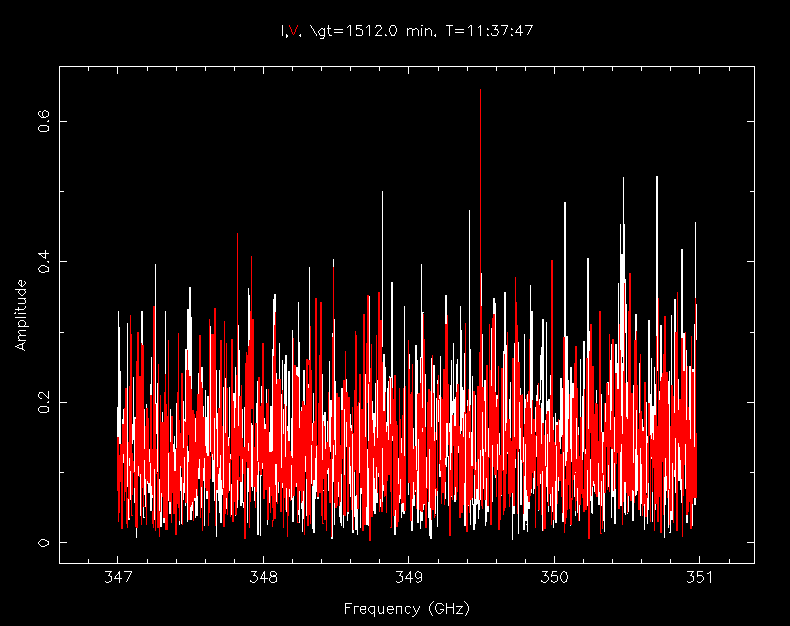 I,V, \gt=1512.0 min, T=11:37:47
0.6
0.4
0.2
0
Amplitude
347 348 349 350 351
Frequency (GHz)